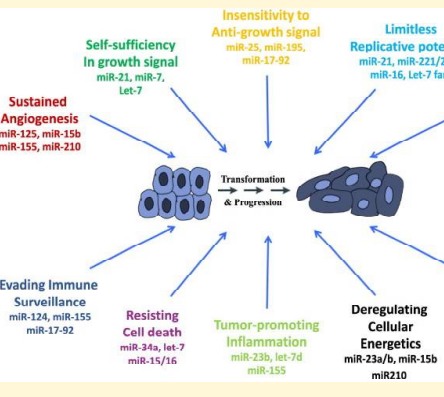 Insensitivity to
Anti-growth signal
miR-25, miR-195,
miR-17-92
Limitless
Replicative pote
miR-21, miR-221/2
miR-16, Let-7 fan
Self-sufficiency
In growth signal
miR-21, miR-7,
Let-7
Sustained
Angiogenesis
miR-125, miR-15b
miR-155, miR-210
Transformation
& Progression
Evading Immune
Surveillance
miR-124, miR-155
miR-17-92
Resisting
Cell death
miR-34a, let-7
miR-15/16
Tumor-promoting
Inflammation
miR-23b, let-7d
miR-155
Deregulating
Cellular
Energetics
miR-23a/b, miR-15b
miR210